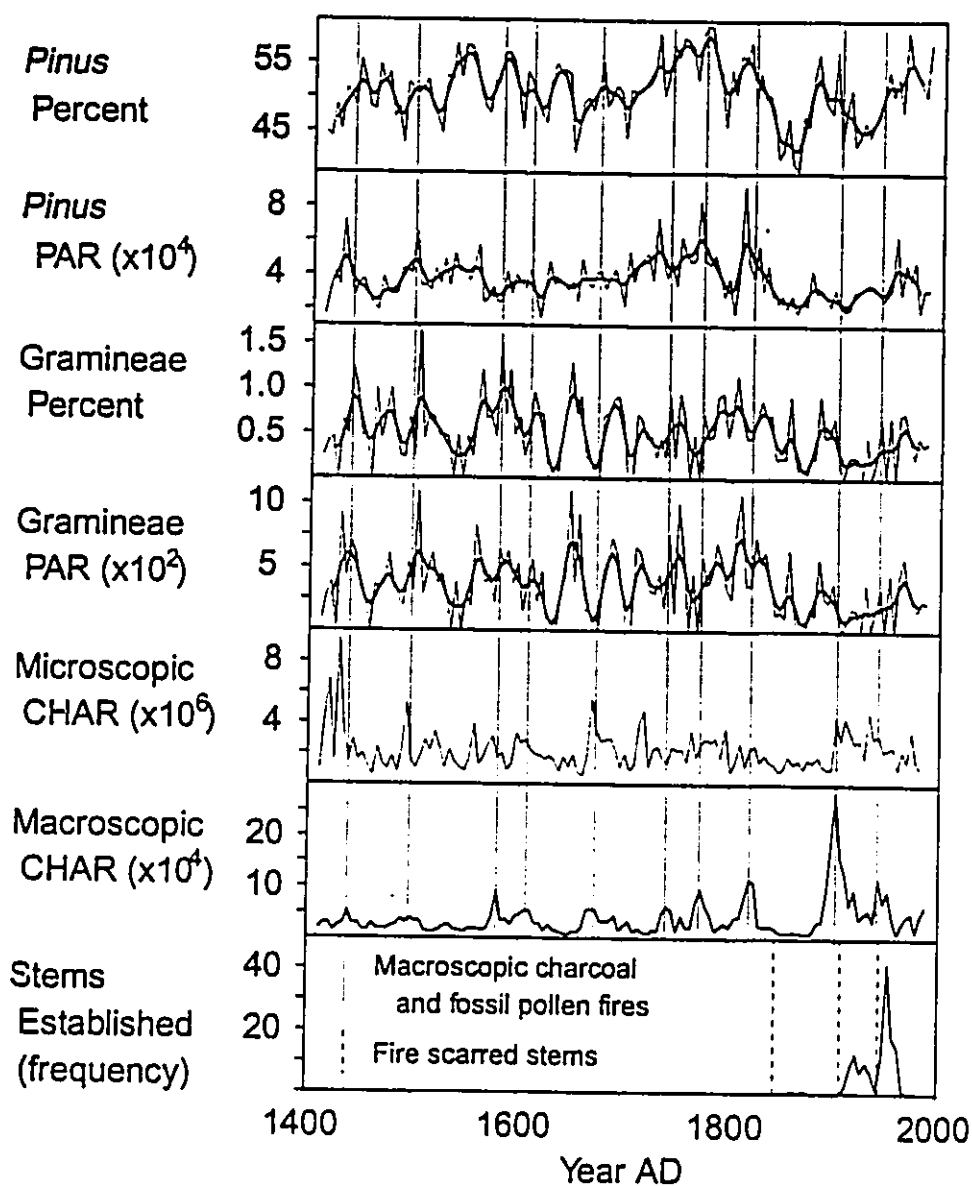 Pinus
Percent
55
45
Pinus
PAR (x10⁴)
8
4
Gramineae
Percent
1.5
1.0
0.5
Gramineae
PAR (x10²)
10
5
Microscopic
CHAR (x10⁶)
8
4
Macroscopic
CHAR (x10⁴)
20
10
Stems
Established
(frequency)
40
20
Macroscopic charcoal
and fossil pollen fires
Fire scarred stems
1400 1600 1800 2000
Year AD